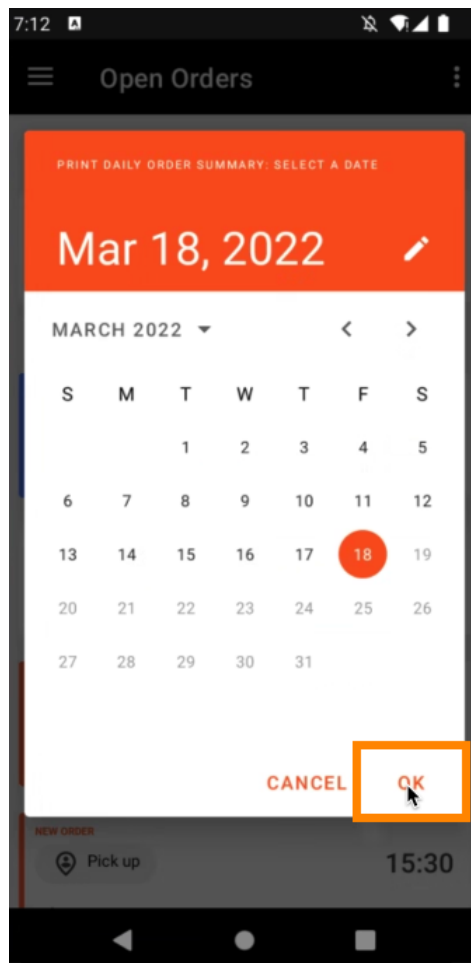 7:12
Open Orders
PRINT DAILY ORDER SUMMARY: SELECT A DATE
Mar 18, 2022
MARCH 2022
S M T W T F S
1 2 3 4 5
6 7 8 9 10 11 12
13 14 15 16 17 18 19
20 21 22 23 24 25 26
27 28 29 30 31
CANCEL OK
NEW ORDER
Pick up 15:30